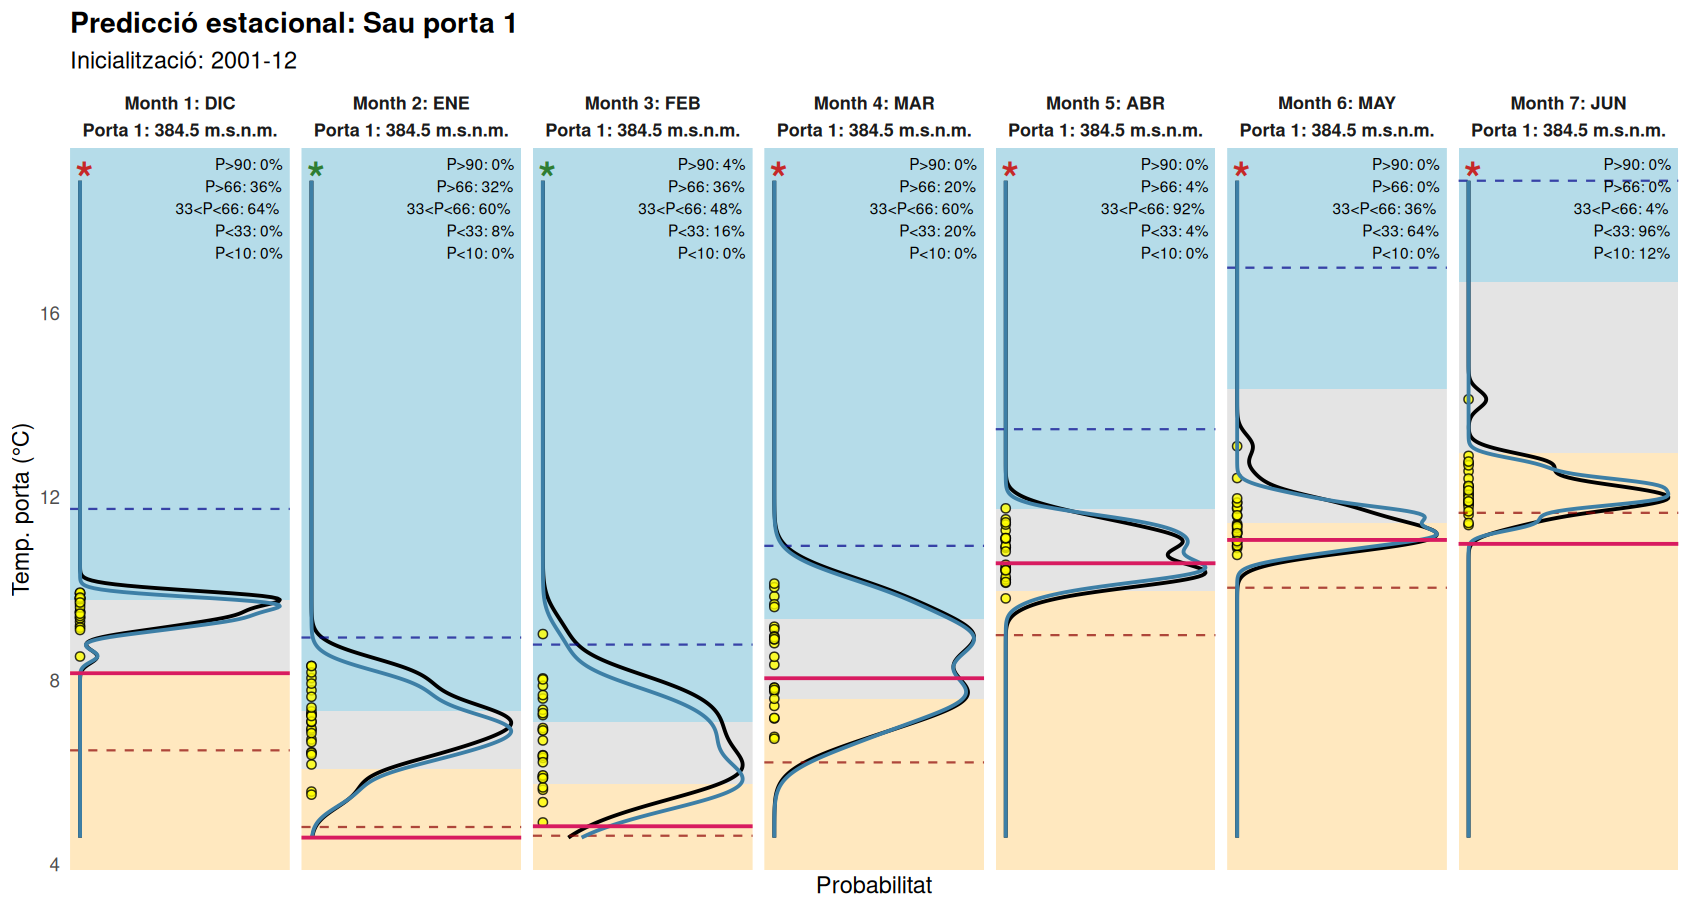 Predicció estacional: Sau porta 1
Inicialització: 2001-12
Month 1: DIC
Porta 1: 384.5 m.s.n.m.
Month 2: ENE
Porta 1: 384.5 m.s.n.m.
Month 3: FEB
Porta 1: 384.5 m.s.n.m.
Month 4: MAR
Porta 1: 384.5 m.s.n.m.
Month 5: ABR
Porta 1: 384.5 m.s.n.m.
Month 6: MAY
Porta 1: 384.5 m.s.n.m.
Month 7: JUN
Porta 1: 384.5 m.s.n.m.
*
P>90: 0%
P>66: 36%
33<P<66: 64%
P<33: 0%
P<10: 0%
*
P>90: 0%
P>66: 32%
33<P<66: 60%
P<33: 8%
P<10: 0%
*
P>90: 4%
P>66: 36%
33<P<66: 48%
P<33: 16%
P<10: 0%
*
P>90: 0%
P>66: 20%
33<P<66: 60%
P<33: 20%
P<10: 0%
*
P>90: 0%
P>66: 4%
33<P<66: 92%
P<33: 4%
P<10: 0%
*
P>90: 0%
P>66: 0%
33<P<66: 36%
P<33: 64%
P<10: 0%
*
P>90: 0%
P>66: 0%
33<P<66: 4%
P<33: 96%
P<10: 12%
16
12
8
4
Temp. porta (°C)
Probabilitat